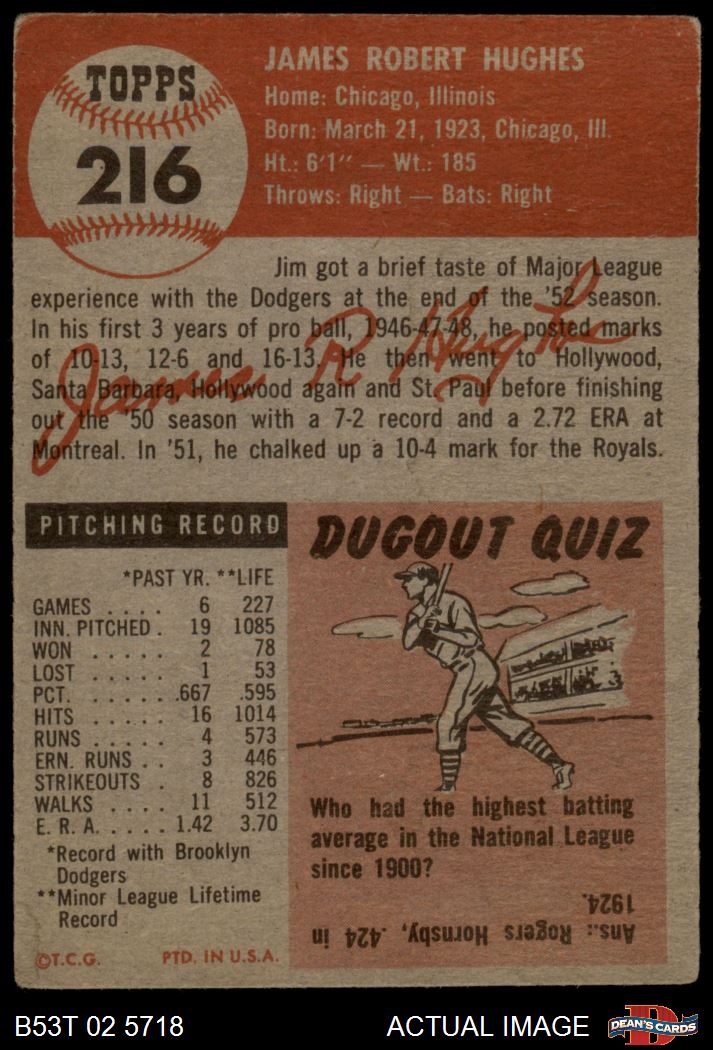 TOPPS
216
JAMES ROBERT HUGHES
Home: Chicago, Illinois
Born: March 21, 1923, Chicago, Ill.
Ht.: 6'1" — Wt.: 185
Throws: Right — Bats: Right
Jim got a brief taste of Major League
experience with the Dodgers at the end of the '52 season.
In his first 3 years of pro ball, 1946-47-48, he posted marks
of 10-13, 12-6 and 16-13. He then went to Hollywood,
Santa Barbara, Hollywood again and St. Paul before finishing
out the '50 season with a 7-2 record and a 2.72 ERA at
Montreal. In '51, he chalked up a 10-4 mark for the Royals.
James R Hughes
PITCHING RECORD
*PAST YR. **LIFE
GAMES . . . . 6 227
INN. PITCHED . 19 1085
WON . . . . . 2 78
LOST . . . . . 1 53
PCT. . . . . . .667 .595
HITS . . . . . 16 1014
RUNS . . . . . 4 573
ERN. RUNS . . 3 446
STRIKEOUTS . 8 826
WALKS . . . . 11 512
E. R. A. . . . . 1.42 3.70
*Record with Brooklyn
Dodgers
**Minor League Lifetime
Record
©T.C.G. PTD. IN U.S.A.
DUGOUT QUIZ
Who had the highest batting
average in the National League
since 1900?
Ans.: Rogers Hornsby, .424 in
1924.
B53T 02 5718
ACTUAL IMAGE
D
DEAN'S CARDS